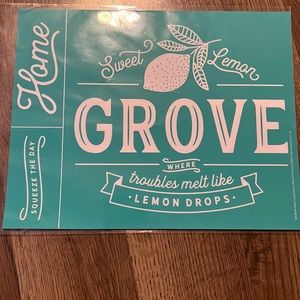 Home
SQUEEZE THE DAY
Sweet Lemon
GROVE
WHERE
troubles melt like
· LEMON DROPS ·